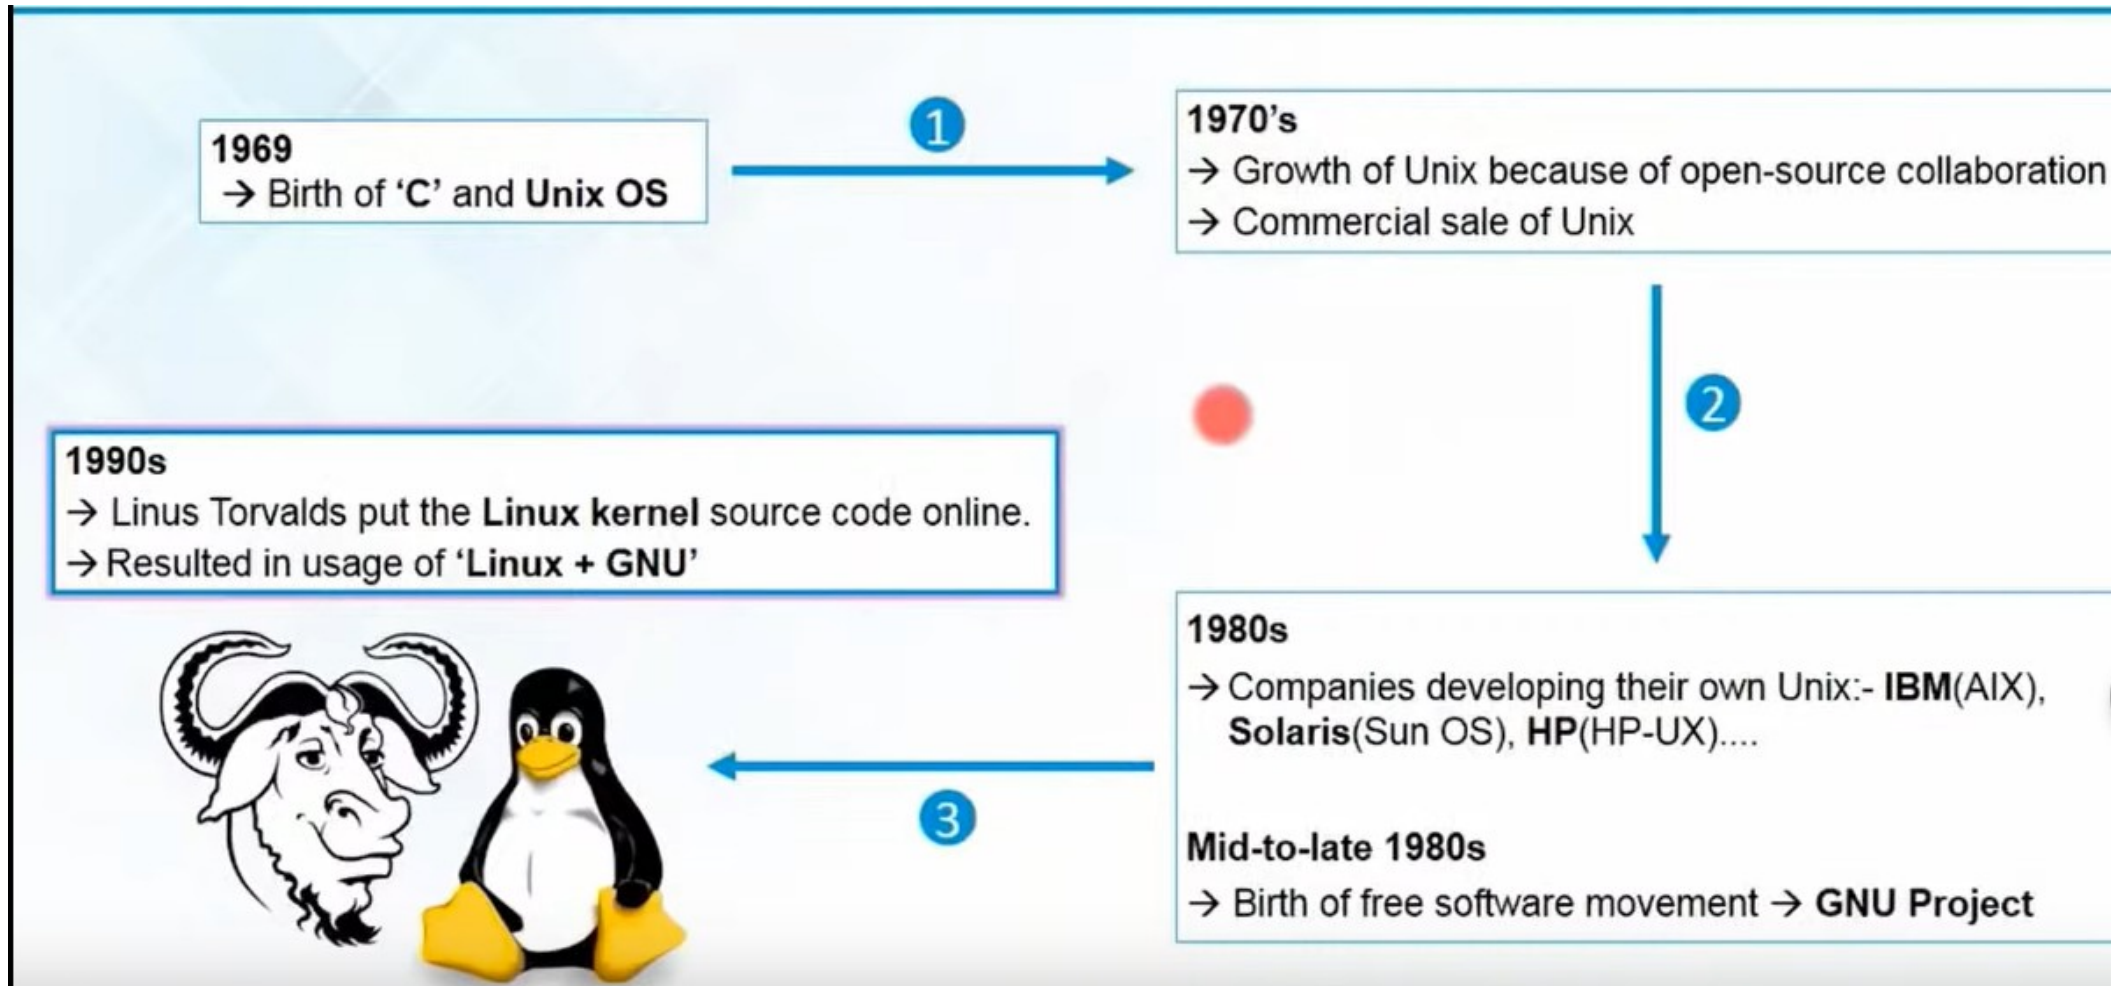 1969
→ Birth of ‘C’ and Unix OS
1
1970’s
→ Growth of Unix because of open-source collaboration
→ Commercial sale of Unix
2
1980s
→ Companies developing their own Unix:- IBM(AIX),
Solaris(Sun OS), HP(HP-UX)....
Mid-to-late 1980s
→ Birth of free software movement → GNU Project
3
1990s
→ Linus Torvalds put the Linux kernel source code online.
→ Resulted in usage of ‘Linux + GNU’